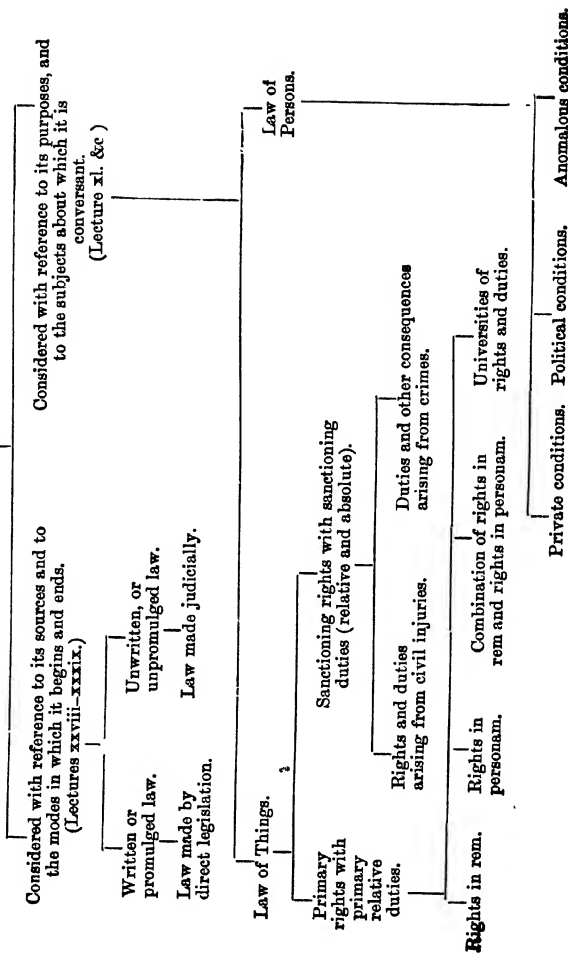 Considered with reference to its sources and to
the modes in which it begins and ends.
(Lectures xxviii–xxxix.)
Considered with reference to its purposes, and
to the subjects about which it is
conversant.
(Lecture xl. &c )
Written or
promulged law.
Unwritten, or
unpromulged law.
Law made by
direct legislation.
Law made judicially.
Law of Things.
Law of
Persons.
Primary
rights with
primary
relative
duties.
Sanctioning rights with sanctioning
duties (relative and absolute).
Rights and duties
arising from civil injuries.
Duties and other consequences
arising from crimes.
Rights in rem.
Rights in
personam.
Combination of rights in
rem and rights in personam.
Universities of
rights and duties.
Private conditions.
Political conditions.
Anomalous conditions.